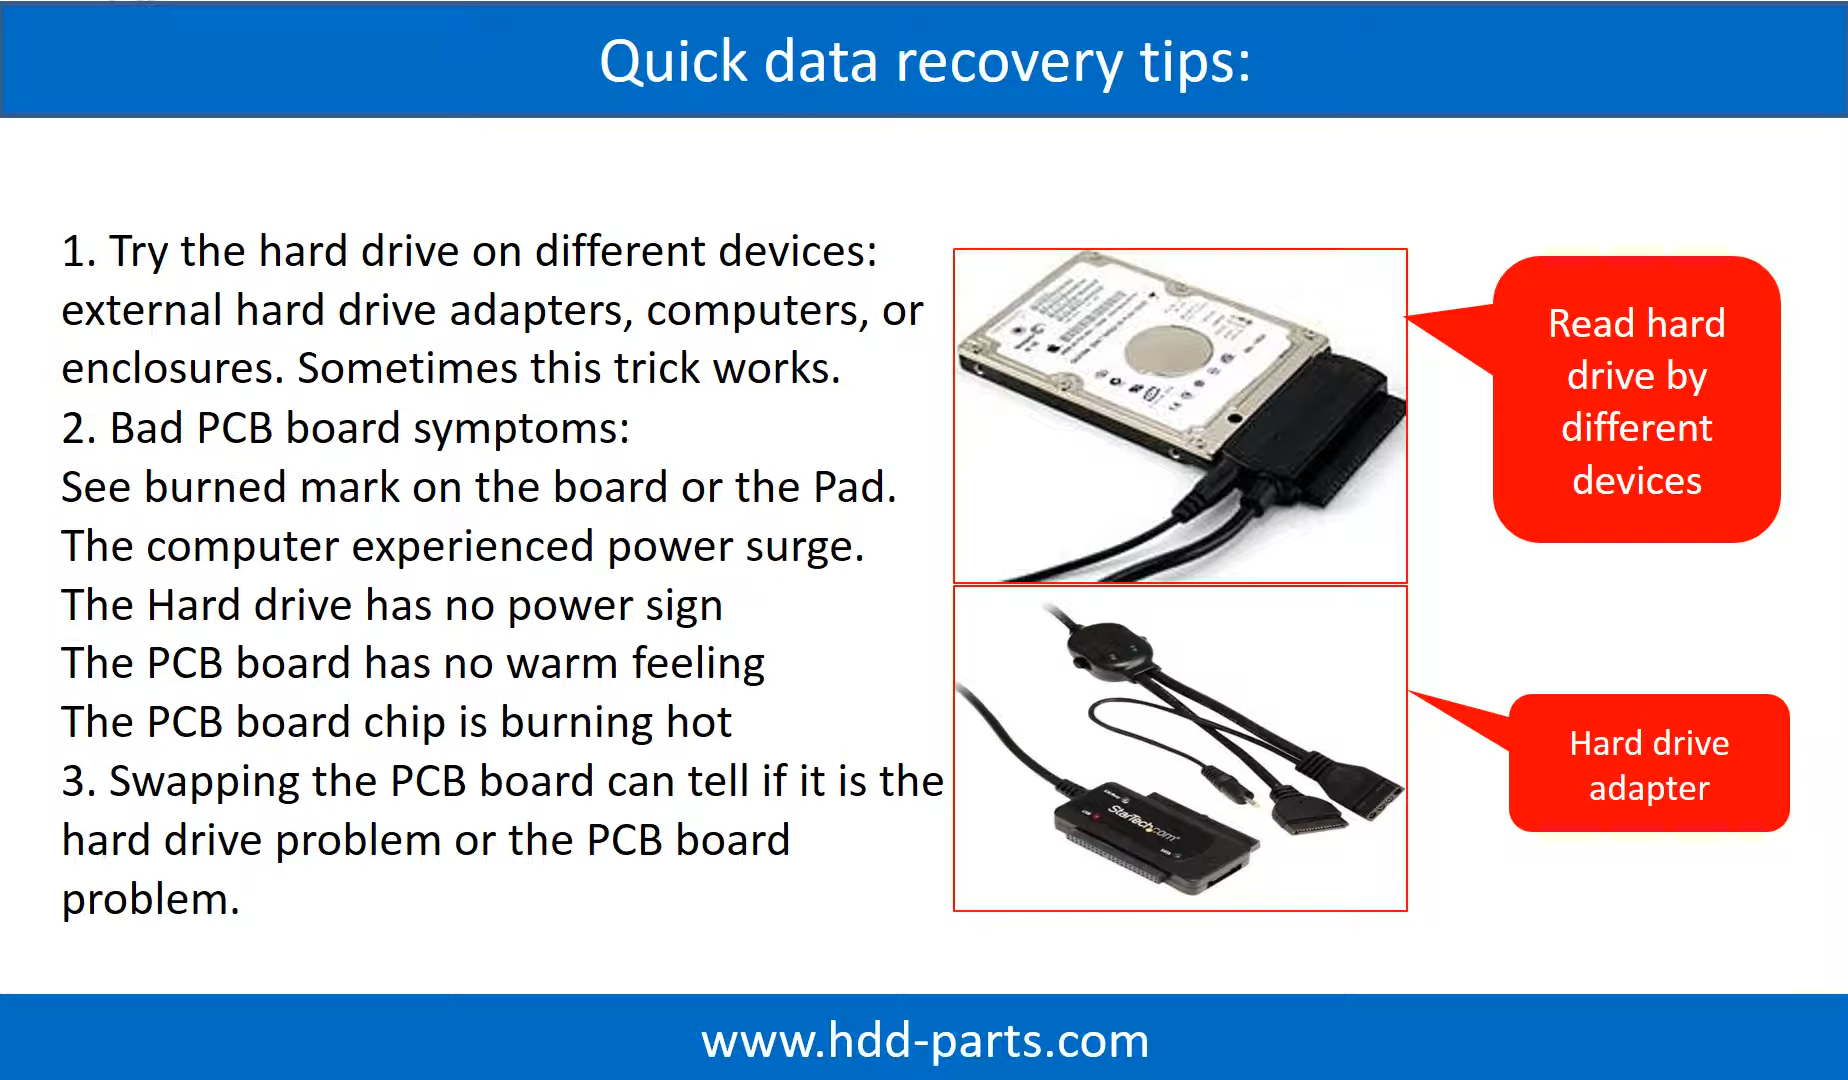 Quick data recovery tips:
1. Try the hard drive on different devices:
external hard drive adapters, computers, or
enclosures. Sometimes this trick works.
2. Bad PCB board symptoms:
See burned mark on the board or the Pad.
The computer experienced power surge.
The Hard drive has no power sign
The PCB board has no warm feeling
The PCB board chip is burning hot
3. Swapping the PCB board can tell if it is the
hard drive problem or the PCB board
problem.
Read hard
drive by
different
devices
StarTech.com
Hard drive
adapter
www.hdd-parts.com